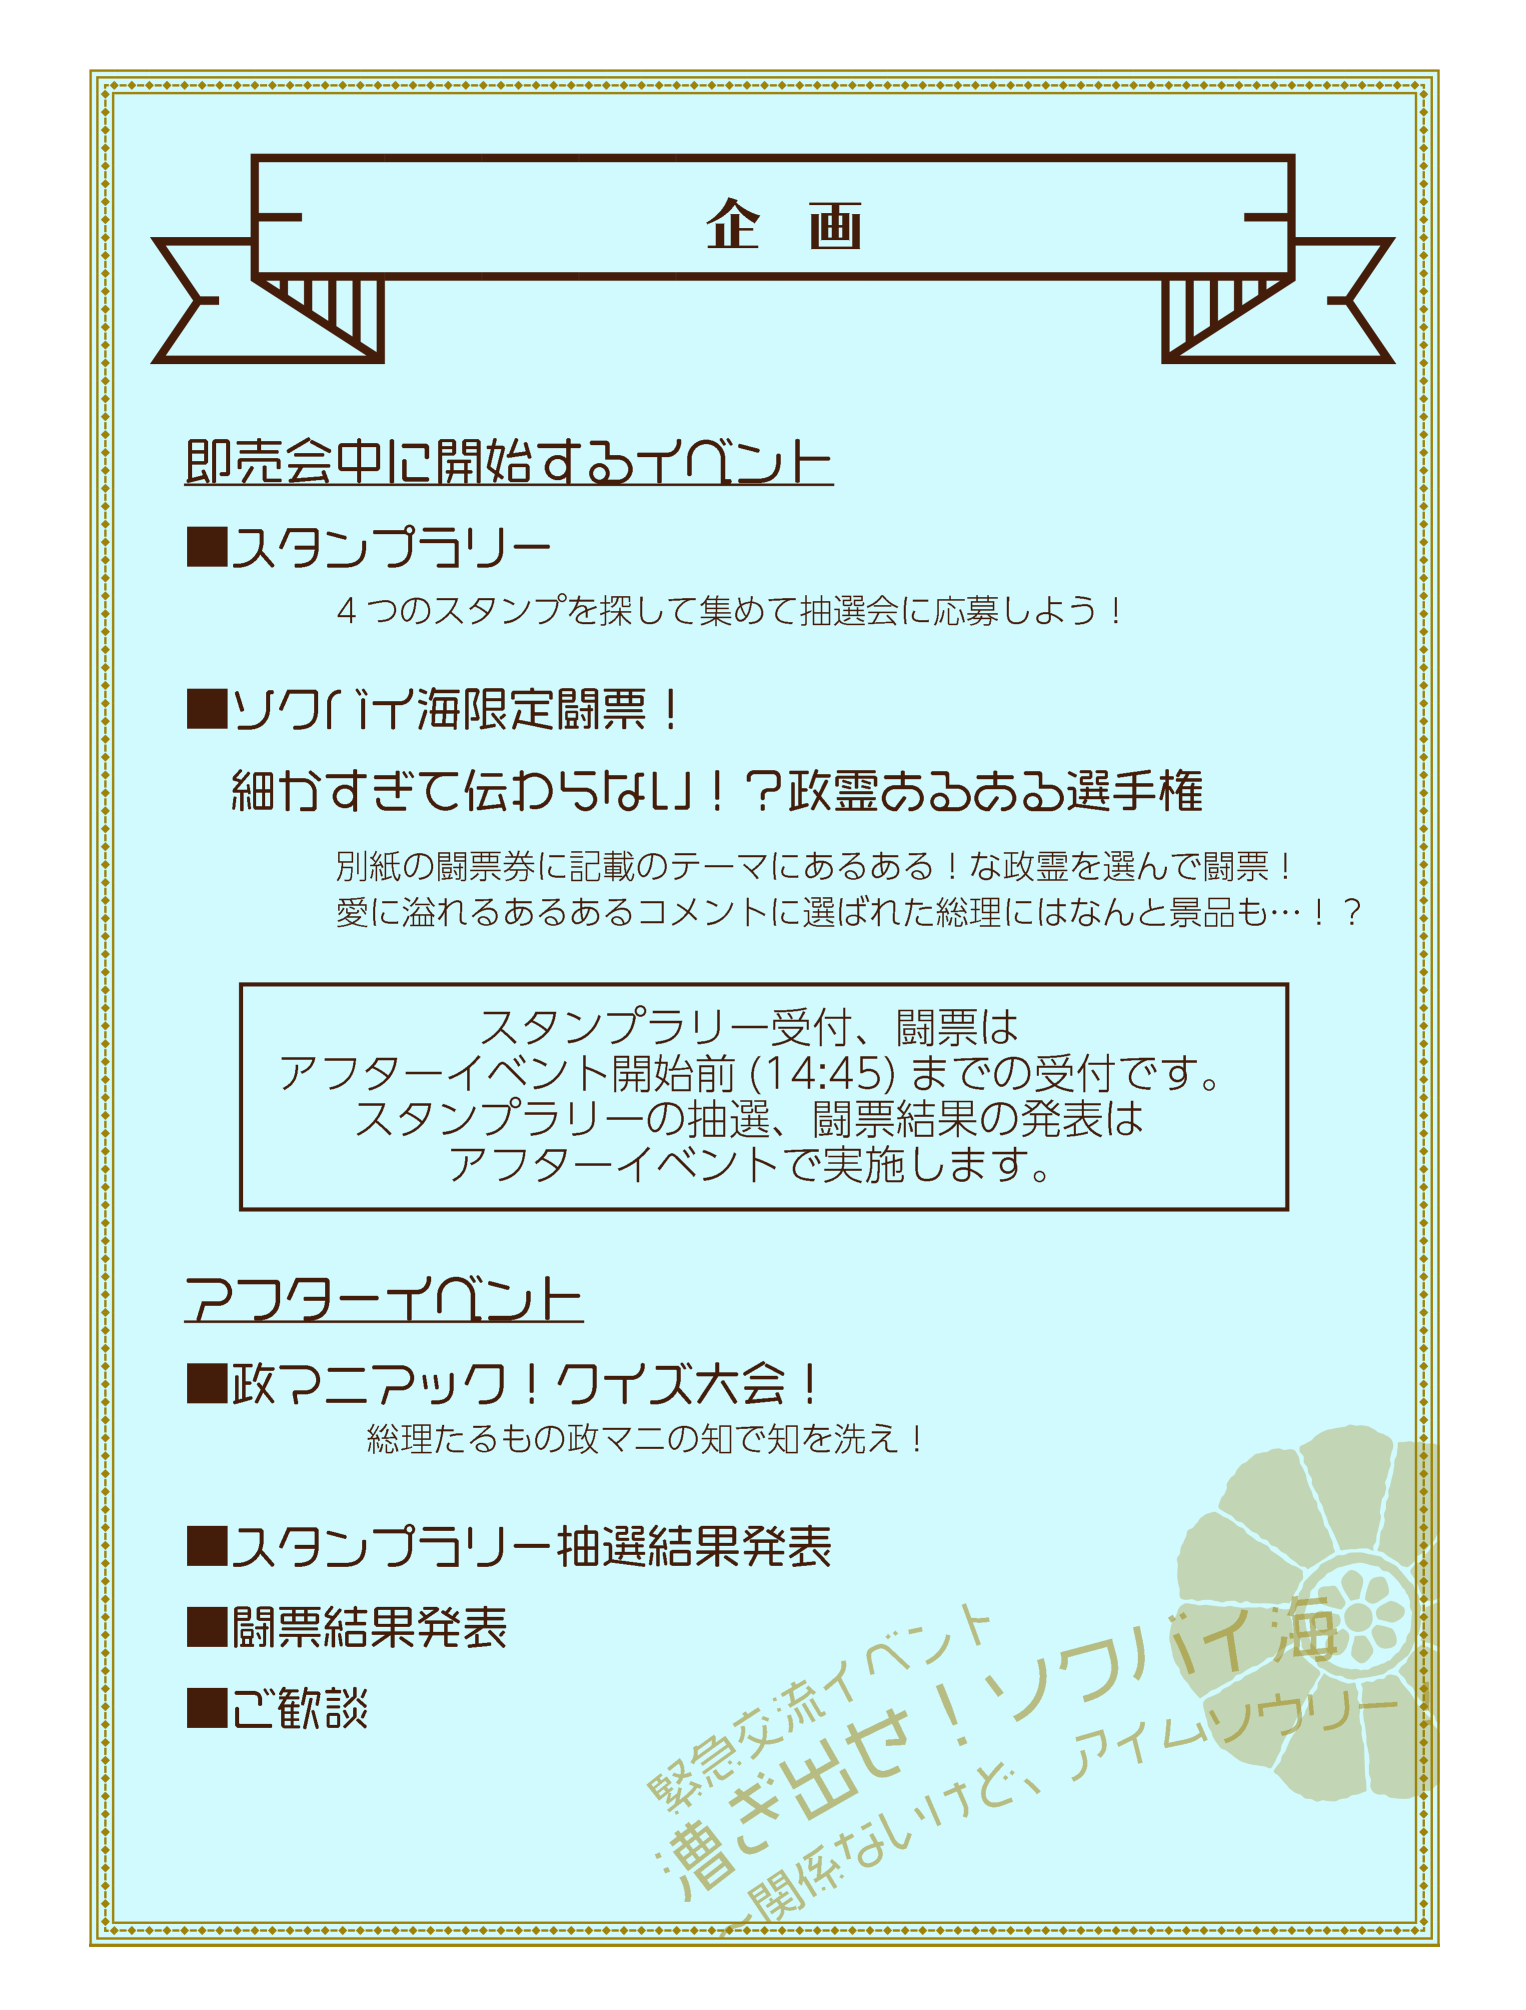 企画
即売会中に開始するイベント
■スタンプラリー
4つのスタンプを探して集めて抽選会に応募しよう！
■ソクバイ海限定闘票！
細かすぎて伝わらない！？政霊あるある選手権
別紙の闘票券に記載のテーマにあるある！な政霊を選んで闘票！
愛に溢れるあるあるコメントに選ばれた総理にはなんと景品も…！？
スタンプラリー受付、闘票は
アフターイベント開始前 (14:45) までの受付です。
スタンプラリーの抽選、闘票結果の発表は
アフターイベントで実施します。
アフターイベント
■政マニアック！クイズ大会！
総理たるもの政マニの知で知を洗え！
■スタンプラリー抽選結果発表
■闘票結果発表
■ご歓談
緊急交流イベント
漕ぎ出せ！ソクバイ海
～関係ないけど、アイムソウリー